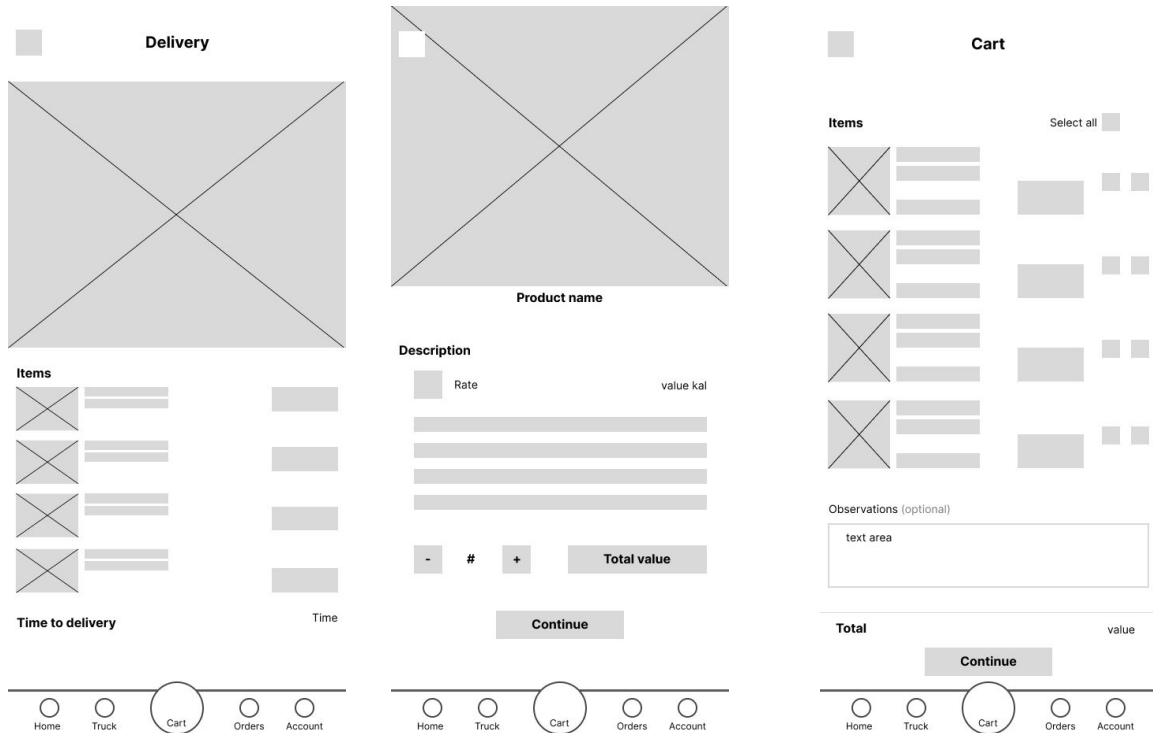 Delivery
Items
Time to delivery
Time
Home
Truck
Cart
Orders
Account
Product name
Description
Rate
value kal
-
#
+
Total value
Continue
Home
Truck
Cart
Orders
Account
Cart
Items
Select all
Observations (optional)
text area
Total
value
Continue
Home
Truck
Cart
Orders
Account